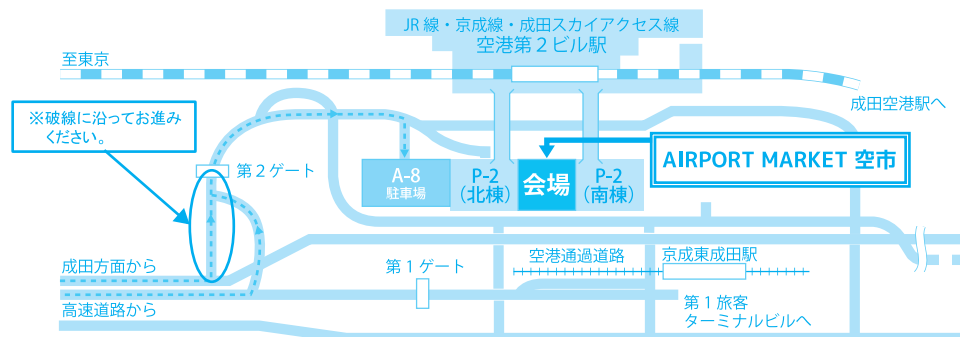 JR 線・京成線・成田スカイアクセス線
空港第２ビル駅
至東京
成田空港駅へ
※破線に沿ってお進み
ください。
第２ゲート
A-8
駐車場
P-2
（北棟）
会場
P-2
（南棟）
AIRPORT MARKET 空市
成田方面から
高速道路から
第１ゲート
空港通過道路
京成東成田駅
第１旅客
ターミナルビルへ